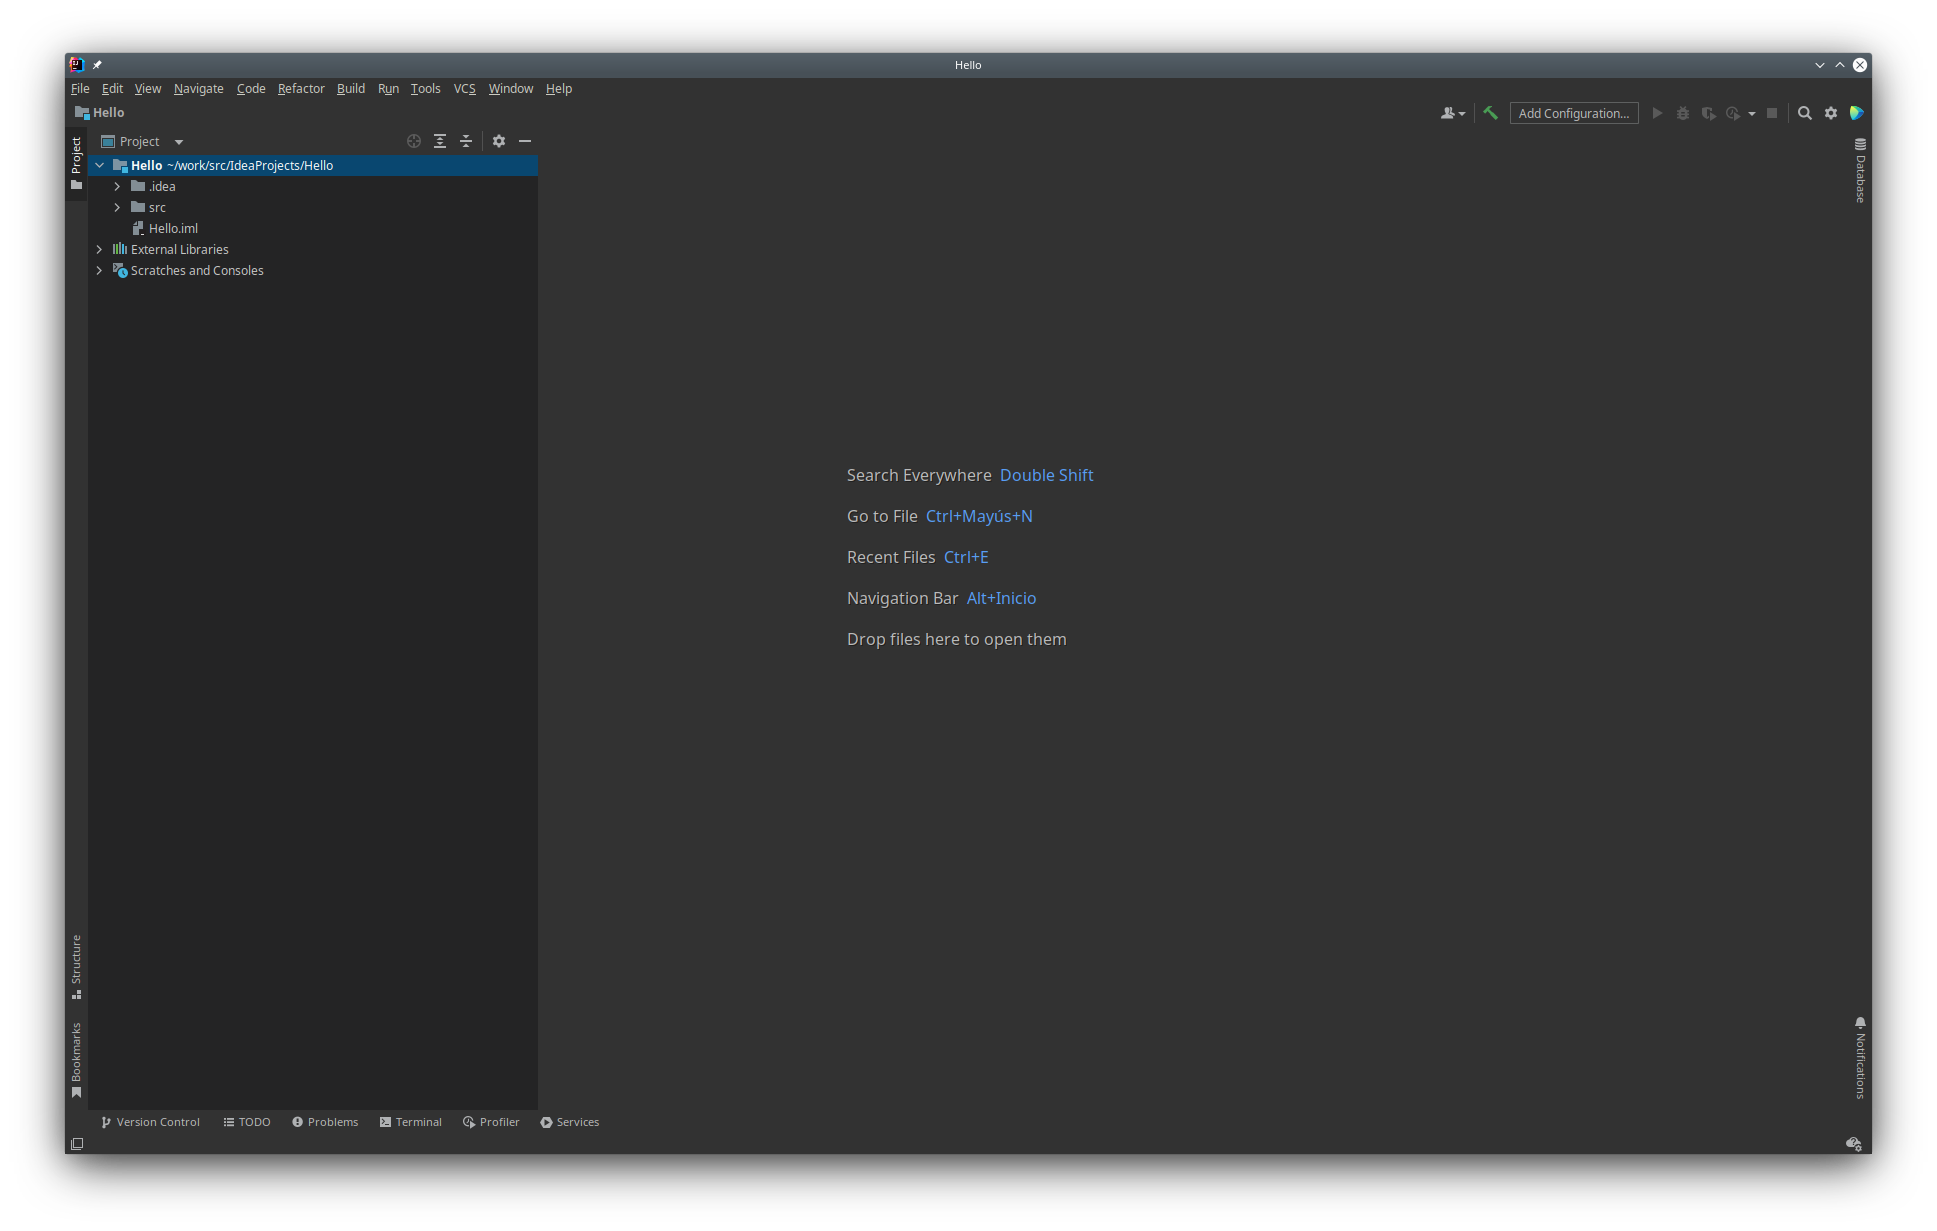 Hello
File Edit View Navigate Code Refactor Build Run Tools VCS Window Help
Hello
Add Configuration...
Project
Project
Hello ~/work/src/IdeaProjects/Hello
.idea
src
Hello.iml
External Libraries
Scratches and Consoles
Database
Search Everywhere Double Shift
Go to File Ctrl+Mayús+N
Recent Files Ctrl+E
Navigation Bar Alt+Inicio
Drop files here to open them
Structure
Bookmarks
Notifications
Version Control TODO Problems Terminal Profiler Services